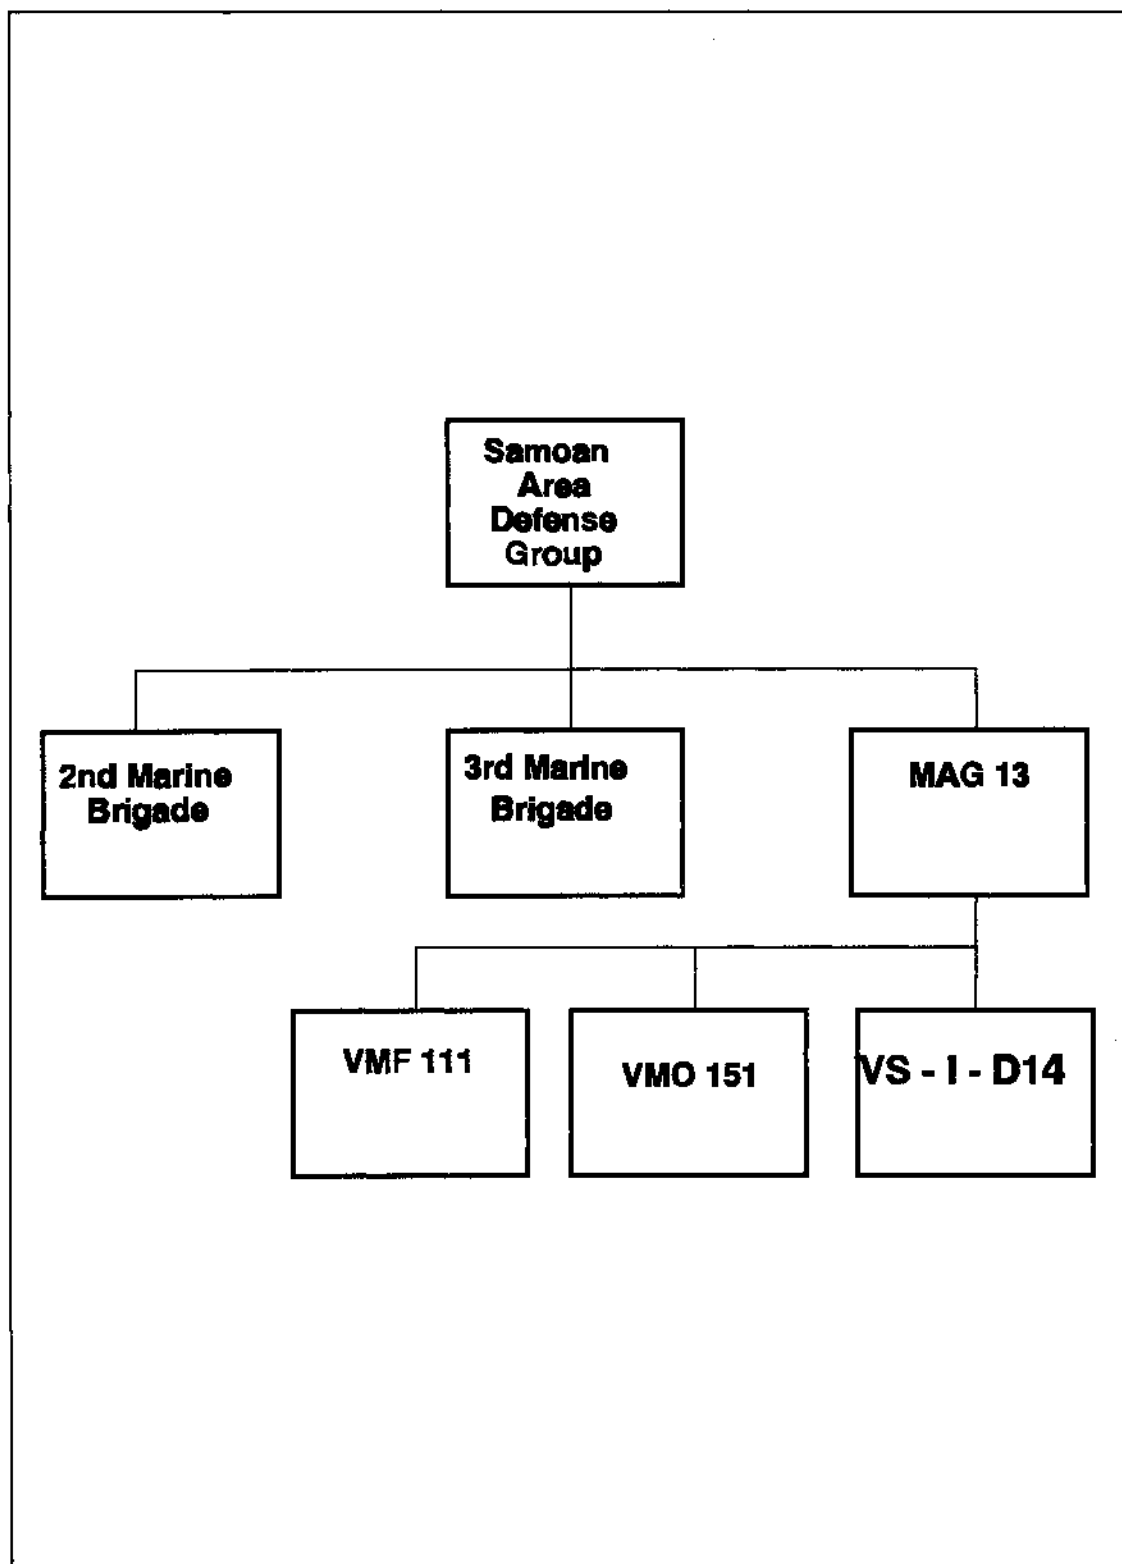 Samoan
Area
Defense
Group
2nd Marine
Brigade
3rd Marine
Brigade
MAG 13
VMF 111
VMO 151
VS - I - D14